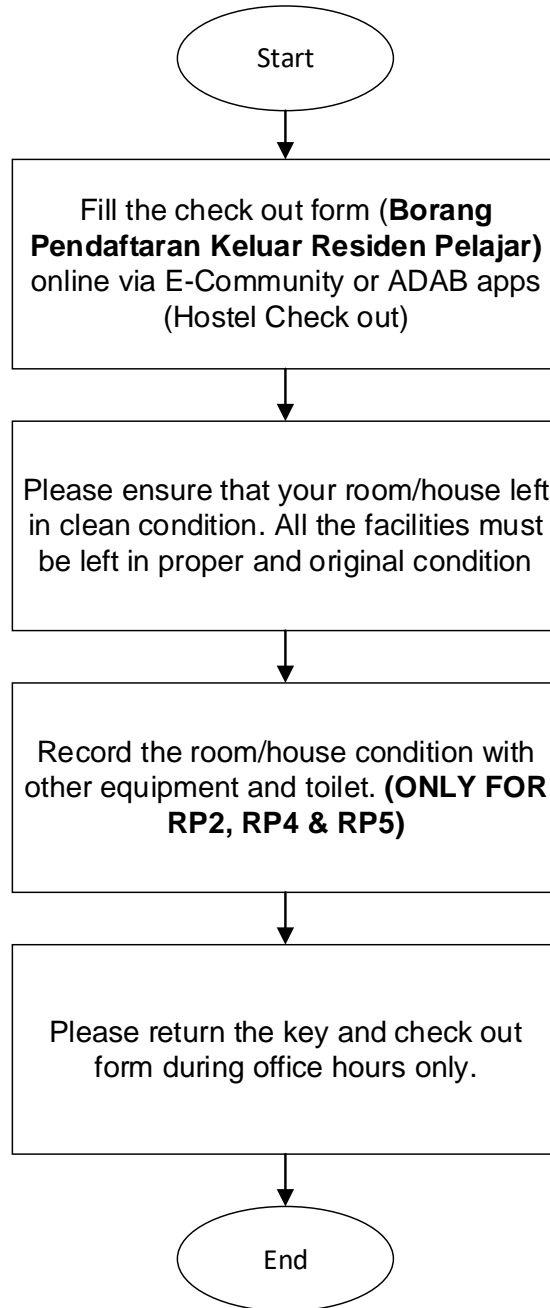 Start
Fill the check out form (Borang
Pendaftaran Keluar Residen Pelajar)
online via E-Community or ADAB apps
(Hostel Check out)
Please ensure that your room/house left
in clean condition. All the facilities must
be left in proper and original condition
Record the room/house condition with
other equipment and toilet. (ONLY FOR
RP2, RP4 & RP5)
Please return the key and check out
form during office hours only.
End